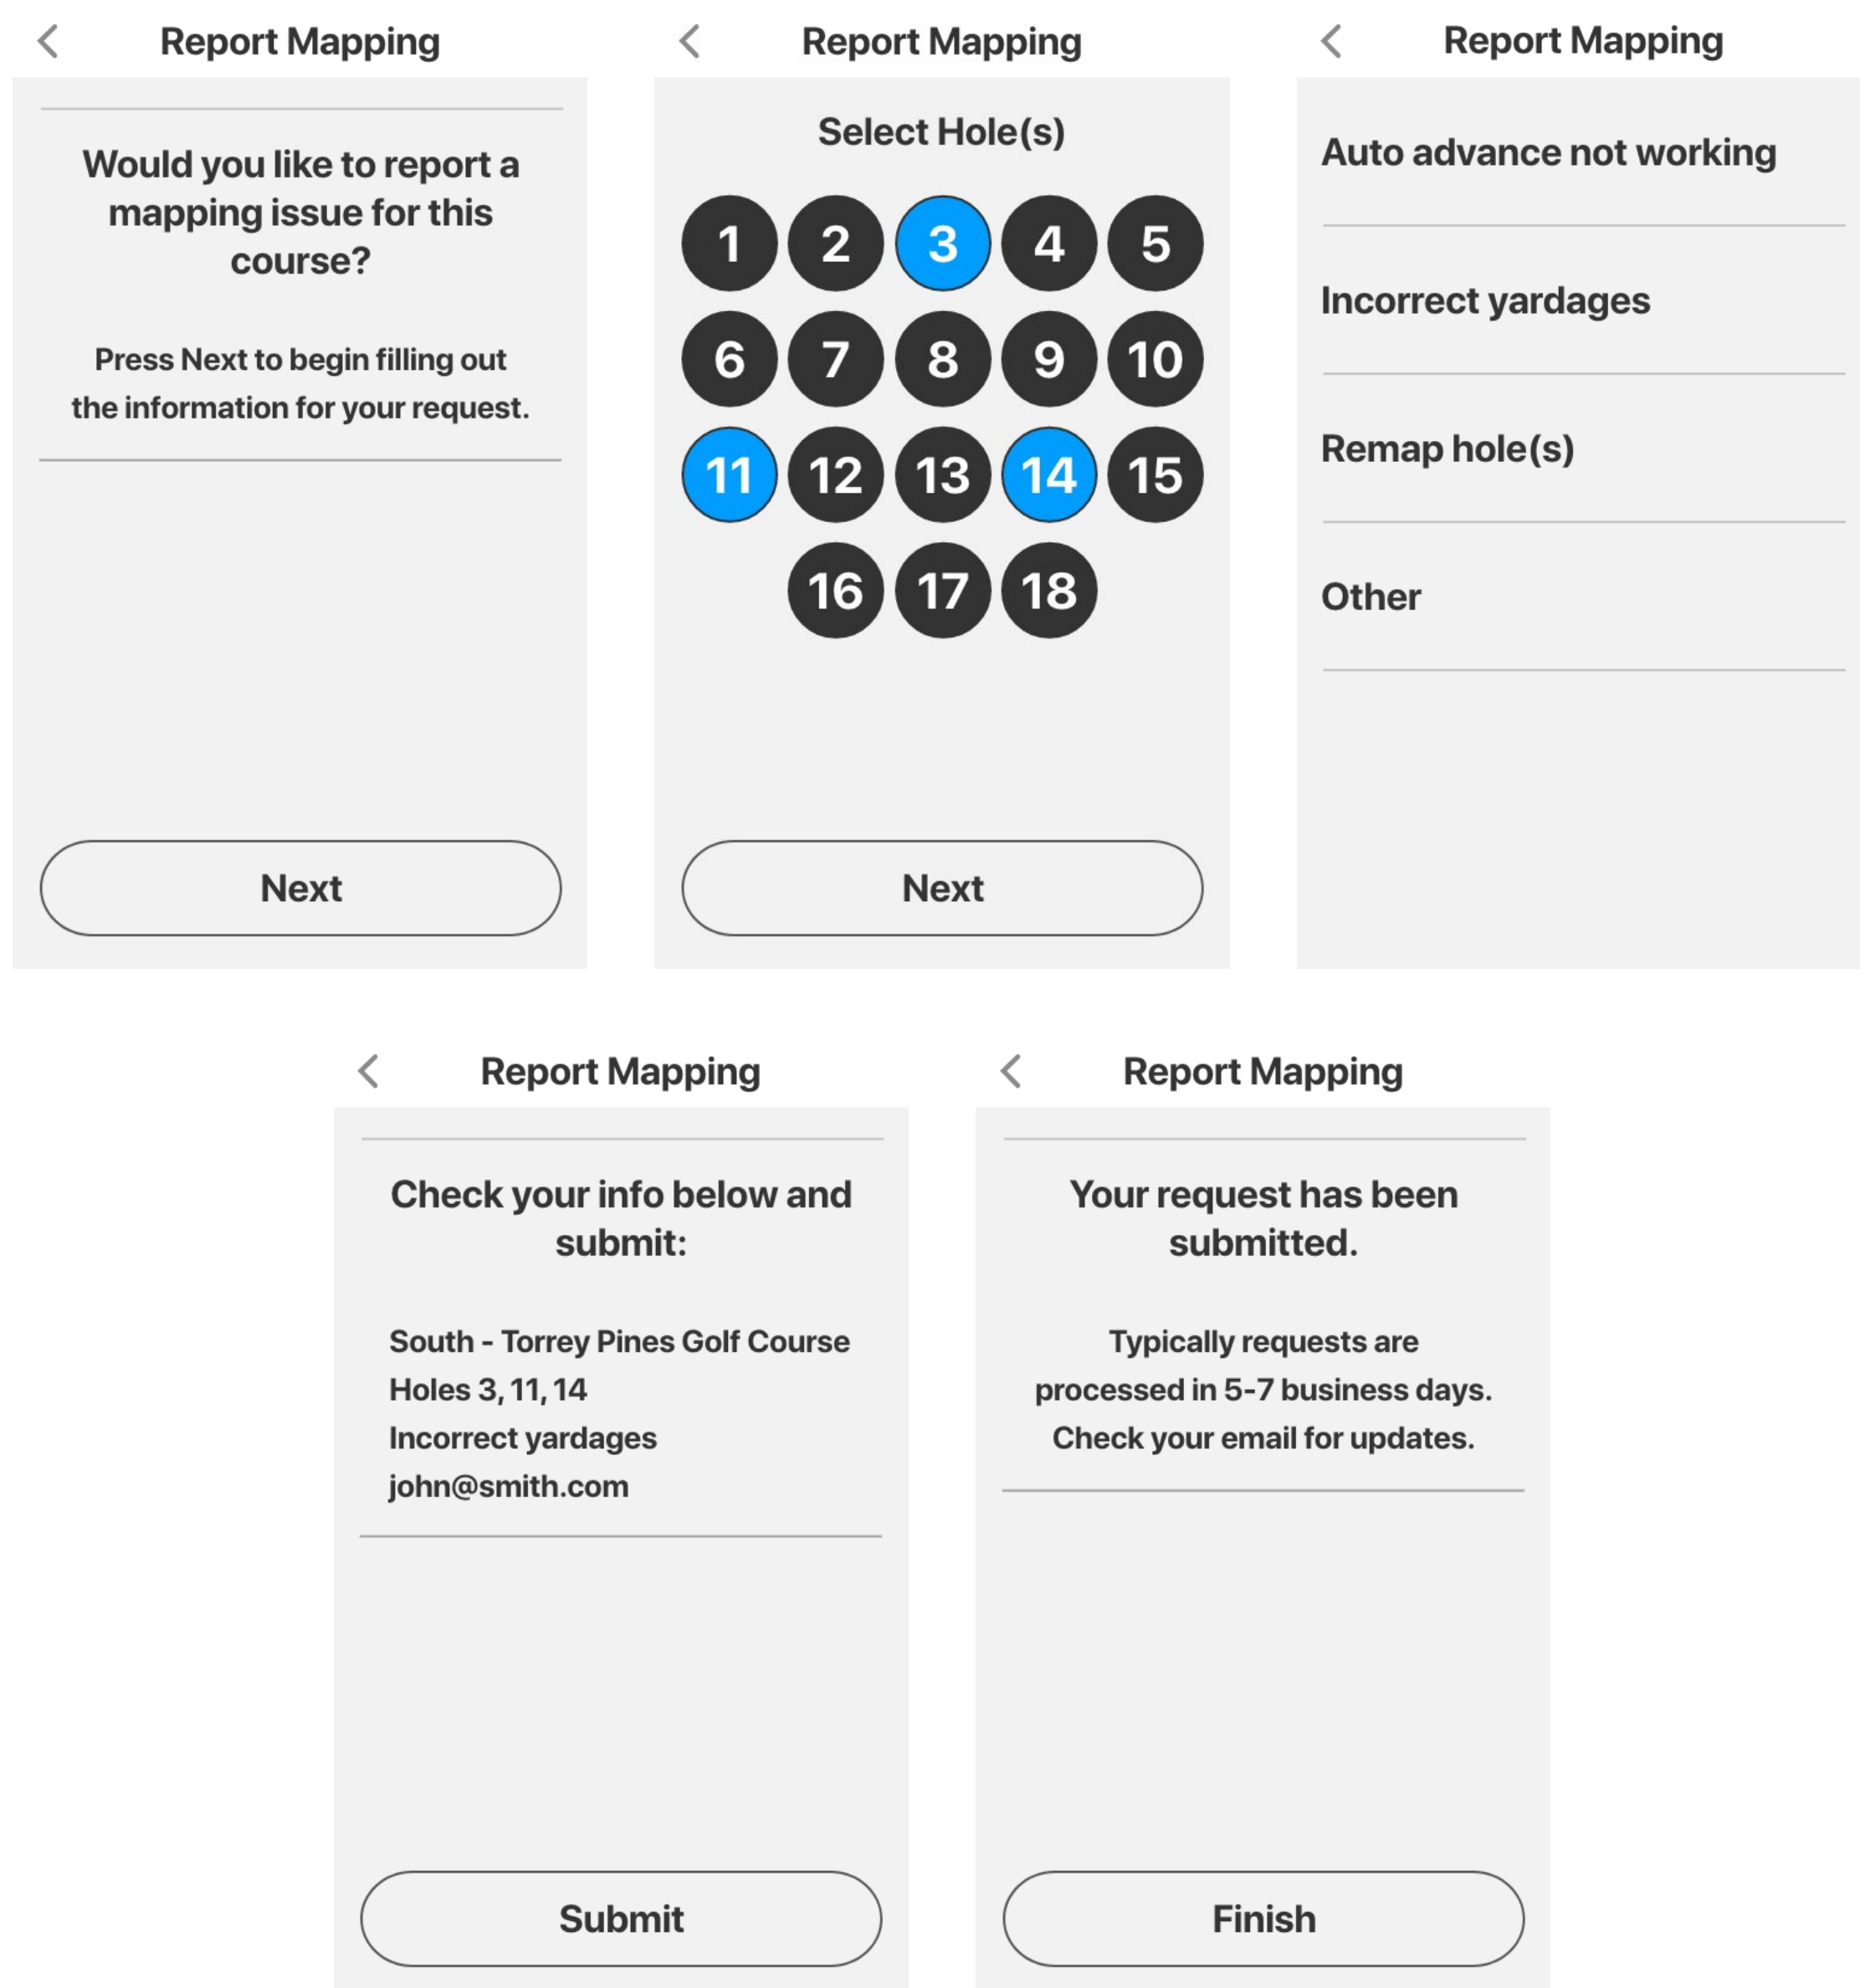 Report Mapping
Would you like to report a
mapping issue for this
course?
Press Next to begin filling out
the information for your request.
Next
Report Mapping
Select Hole(s)
1 2 3 4 5
6 7 8 9 10
11 12 13 14 15
16 17 18
Next
Report Mapping
Auto advance not working
Incorrect yardages
Remap hole(s)
Other
Report Mapping
Check your info below and
submit:
South - Torrey Pines Golf Course
Holes 3, 11, 14
Incorrect yardages
john@smith.com
Submit
Report Mapping
Your request has been
submitted.
Typically requests are
processed in 5-7 business days.
Check your email for updates.
Finish